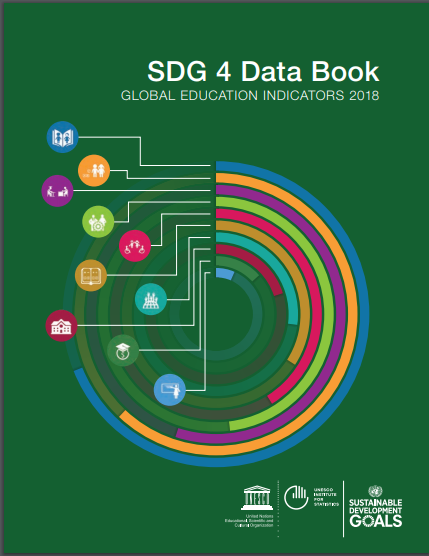 SDG 4 Data Book
GLOBAL EDUCATION INDICATORS 2018
UNESCO
United Nations
Educational, Scientific and
Cultural Organization
UNESCO
INSTITUTE
FOR
STATISTICS
SUSTAINABLE
DEVELOPMENT
GOALS